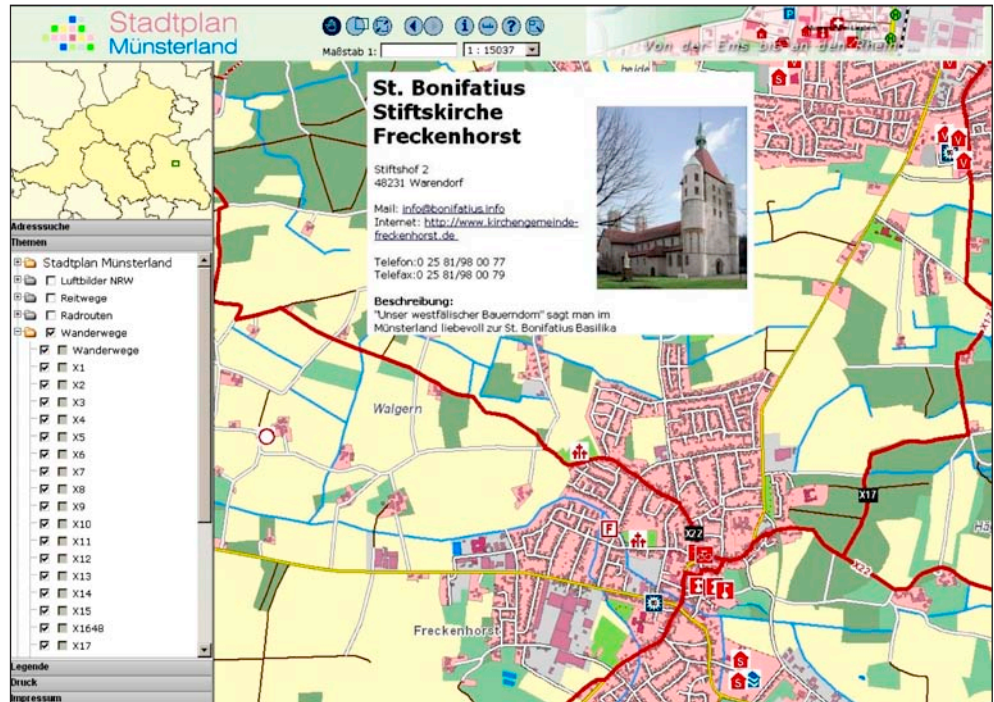 Stadtplan
Münsterland
Maßstab 1:
1 : 15037
Von der Ems bis an den Rhein
Adresssuche
Themen
Stadtplan Münsterland
Luftbilder NRW
Reitwege
Radrouten
Wanderwege
Wanderwege
X1
X2
X3
X4
X5
X6
X7
X8
X9
X10
X11
X12
X13
X14
X15
X1648
X17
Legende
Druck
Impressum
heide
St. Bonifatius
Stiftskirche
Freckenhorst
Stiftshof 2
48231 Warendorf
Mail: info@bonifatius.info
Internet: http://www.kirchengemeinde-
freckenhorst.de
Telefon:0 25 81/98 00 77
Telefax:0 25 81/98 00 79
Beschreibung:
"Unser westfälischer Bauerndom" sagt man im
Münsterland liebevoll zur St. Bonifatius Basilika
P
H
H
V
S
V
V
V
X17
Walgern
X17
F
X22
X22
Freckenhorst
S
S